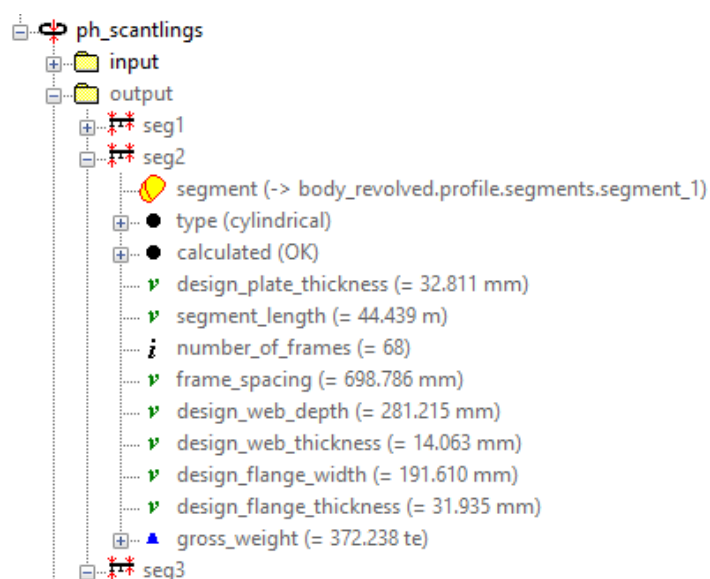 ph_scantlings
input
output
seg1
seg2
segment (-> body_revolved.profile.segments.segment_1)
type (cylindrical)
calculated (OK)
v design_plate_thickness (= 32.811 mm)
v segment_length (= 44.439 m)
i number_of_frames (= 68)
v frame_spacing (= 698.786 mm)
v design_web_depth (= 281.215 mm)
v design_web_thickness (= 14.063 mm)
v design_flange_width (= 191.610 mm)
v design_flange_thickness (= 31.935 mm)
gross_weight (= 372.238 te)
seg3